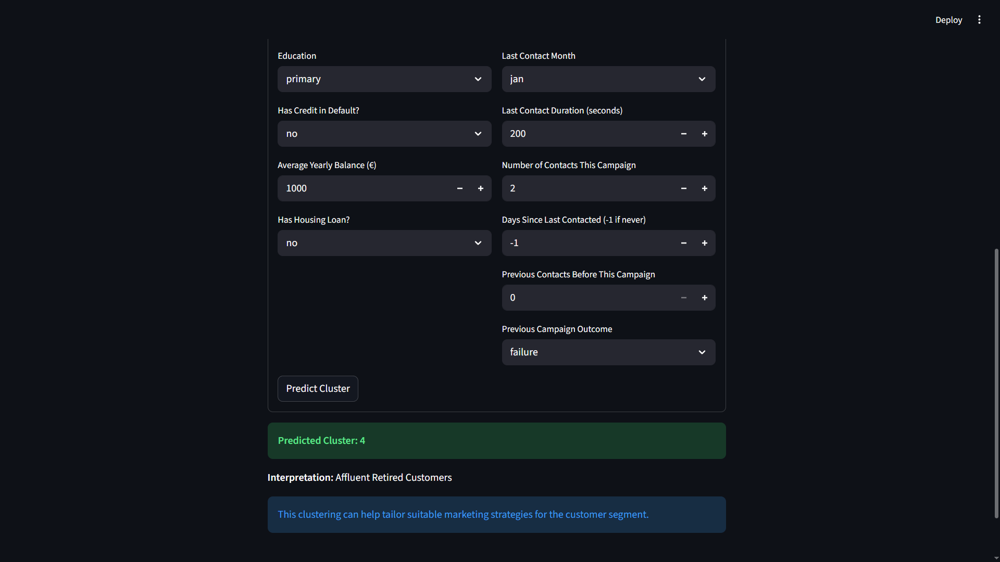 Deploy
Education
primary
Last Contact Month
jan
Has Credit in Default?
no
Last Contact Duration (seconds)
200
Average Yearly Balance (€)
1000
Number of Contacts This Campaign
2
Has Housing Loan?
no
Days Since Last Contacted (-1 if never)
-1
Previous Contacts Before This Campaign
0
Previous Campaign Outcome
failure
Predict Cluster
Predicted Cluster: 4
Interpretation: Affluent Retired Customers
This clustering can help tailor suitable marketing strategies for the customer segment.